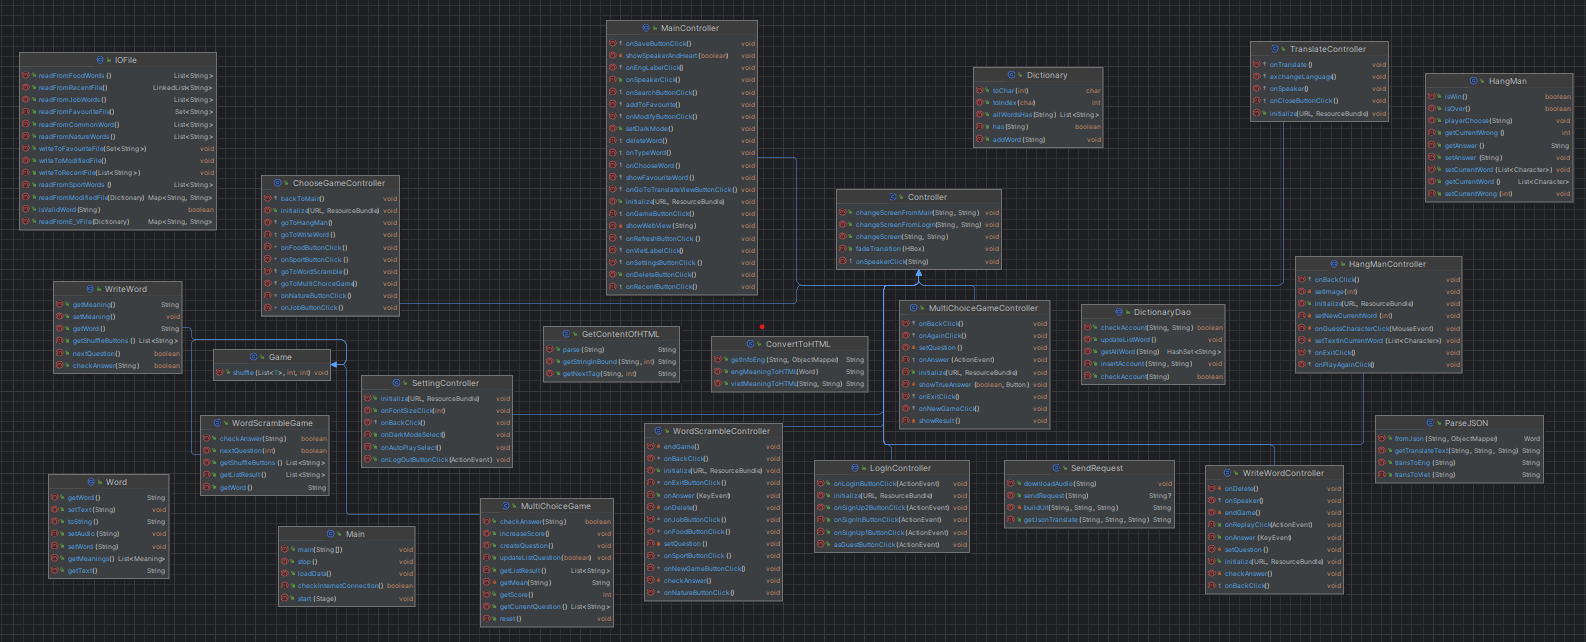 IOFile
readFromFoodWords () List<String>
readFromRecentFile() LinkedList<String>
readFromJobWords() List<String>
readFromFavouriteFile() Set<String>
readFromCommonWord() List<String>
readFromNatureWords() List<String>
writeToFavouriteFile(Set<String>) void
writeToModifiedFile() void
writeToRecentFile(List<String>) void
readFromSportWords () List<String>
readFromModifiedFile(Dictionary) Map<String, String>
isValidWord(String) boolean
readFromE_VFile(Dictionary) Map<String, String>
ChooseGameController
backToMain() void
initialize(URL, ResourceBundle) void
goToHangMan() void
goToWriteWord() void
onFoodButtonClick() void
onSportButtonClick() void
goToWordScramble() void
goToMultiChoiceGame() void
onNatureButtonClick() void
onJobButtonClick() void
MainController
onSaveButtonClick() void
showSpeakerAndHeart(boolean) void
onEngLabelClick() void
onSpeakerClick() void
onSearchButtonClick() void
addToFavourite() void
onModifyButtonClick() void
setDarkMode() void
deleteWord() void
onTypeWord() void
onChooseWord() void
showFavouriteWord() void
onGoToTranslateViewButtonClick() void
initialize(URL, ResourceBundle) void
onGameButtonClick() void
showWebView(String) void
onRefreshButtonClick() void
onVietLabelClick() void
onSettingsButtonClick() void
onDeleteButtonClick() void
onRecentButtonClick() void
Dictionary
toChar(int) char
toIndex(char) int
allWordsHas(String) List<String>
has(String) boolean
addWord(String) void
TranslateController
onTranslate() void
exchangeLanguage() void
onSpeaker() void
onCloseButtonClick() void
initialize(URL, ResourceBundle) void
HangMan
isWin() boolean
isOver() boolean
playerChoose(String) void
getCurrentWrong () int
getAnswer () String
setAnswer (String) void
setCurrentWord (List<Character>) void
getCurrentWord () List<Character>
setCurrentWrong (int) void
Controller
changeScreenFromMain(String, String) void
changeScreenFromLogin(String, String) void
changeScreen(String, String) void
fadeTransition (HBox) void
onSpeakerClick(String) void
WriteWord
getMeaning() String
setMeaning() void
getWord() String
getShuffleButtons () List<String>
nextQuestion() boolean
checkAnswer(String) boolean
Game
shuffle (List<T>, int, int) void
GetContentOfHTML
parse (String) String
getStringInBound(String, int) String
getNextTag(String, int) String
ConvertToHTML
getInfoEng(String, ObjectMapper) String
engMeaningToHTML(Word) String
vietMeaningToHTML(String, String) String
MultiChoiceGameController
onBackClick() void
onAgainClick() void
setQuestion () void
onAnswer (ActionEvent) void
initialize(URL, ResourceBundle) void
showTrueAnswer (boolean, Button) void
onExitClick() void
onNewGameClick() void
showResult() void
DictionaryDao
checkAccount(String, String) boolean
updateListWord() void
getAllWord(String) HashSet<String>
insertAccount(String, String) void
checkAccount(String) boolean
HangManController
onBackClick() void
setImage(int) void
initialize(URL, ResourceBundle) void
setNewCurrentWord (int) void
onGuessCharacterClick(MouseEvent) void
setTextInCurrentWord (List<Character>) void
onExitClick() void
onPlayAgainClick() void
SettingController
initialize(URL, ResourceBundle) void
onFontSizeClick(int) void
onBackClick() void
onDarkModeSelect() void
onAutoPlaySelect() void
onLogOutButtonClick(ActionEvent) void
WordScrambleGame
checkAnswer(String) boolean
nextQuestion(int) boolean
getShuffleButtons () List<String>
getListResult() List<String>
getWord() String
WordScrambleController
endGame() void
onBackClick() void
initialize(URL, ResourceBundle) void
onExitButtonClick() void
onAnswer (KeyEvent) void
onDelete() void
onJobButtonClick() void
onFoodButtonClick() void
setQuestion () void
onSportButtonClick () void
onNewGameButtonClick() void
checkAnswer() void
onNatureButtonClick() void
ParseJSON
fromJson (String, ObjectMapper) Word
getTranslateText(String, String, String) String
transToEng (String) String
transToViet (String) String
Word
getWord() String
setText(String) void
toString() String
setAudio (String) void
setWord (String) void
getMeanings() List<Meaning>
getText() String
LogInController
onLoginButtonClick(ActionEvent) void
initialize(URL, ResourceBundle) void
onSignUp2ButtonClick(ActionEvent) void
onSignInButtonClick(ActionEvent) void
onSignUp1ButtonClick(ActionEvent) void
asGuestButtonClick(ActionEvent) void
SendRequest
downloadAudio(String) void
sendRequest(String) String?
buildUrl(String, String, String) String
getJsonTranslate(String, String, String) String
WriteWordController
onDelete() void
onSpeaker() void
endGame() void
onReplayClick(ActionEvent) void
onAnswer (KeyEvent) void
setQuestion () void
initialize(URL, ResourceBundle) void
checkAnswer() void
onBackClick() void
Main
main(String[]) void
stop () void
loadData() void
checkInternetConnection() boolean
start (Stage) void
MultiChoiceGame
checkAnswer(String) boolean
increaseScore() void
createQuestion() void
updateListQuestion(boolean) void
getListResult() List<String>
getMean(String) String
getScore() int
getCurrentQuestion () List<String>
reset() void